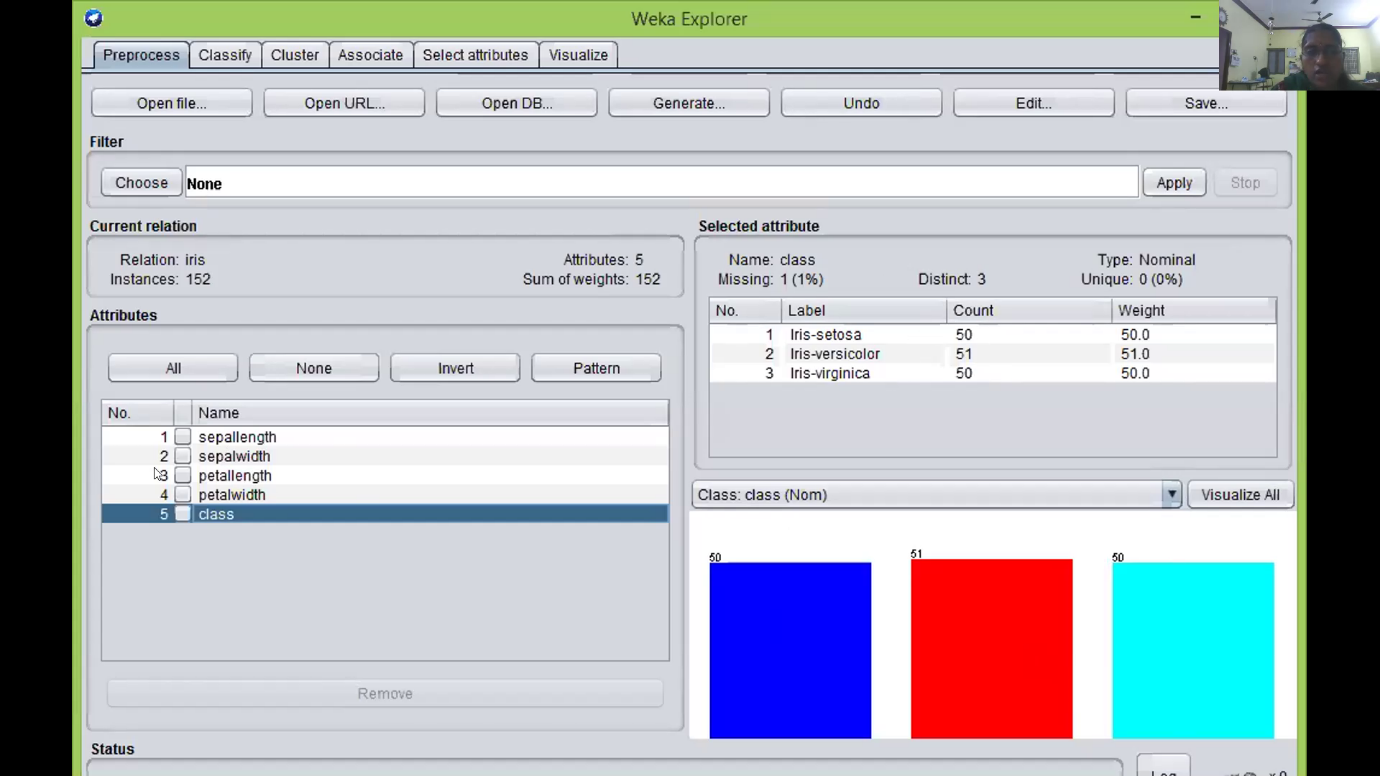 Weka Explorer
Preprocess Classify Cluster Associate Select attributes Visualize
Open file... Open URL... Open DB... Generate... Undo Edit... Save...
Filter
Choose None Apply Stop
Current relation
Relation: iris Attributes: 5
Instances: 152 Sum of weights: 152
Selected attribute
Name: class Type: Nominal
Missing: 1 (1%) Distinct: 3 Unique: 0 (0%)
No. Label Count Weight
1 Iris-setosa 50 50.0
2 Iris-versicolor 51 51.0
3 Iris-virginica 50 50.0
Attributes
All None Invert Pattern
No. Name
1 sepallength
2 sepalwidth
3 petallength
4 petalwidth
5 class
Remove
Class: class (Nom) Visualize All
50 51 50
Status
Log x 0